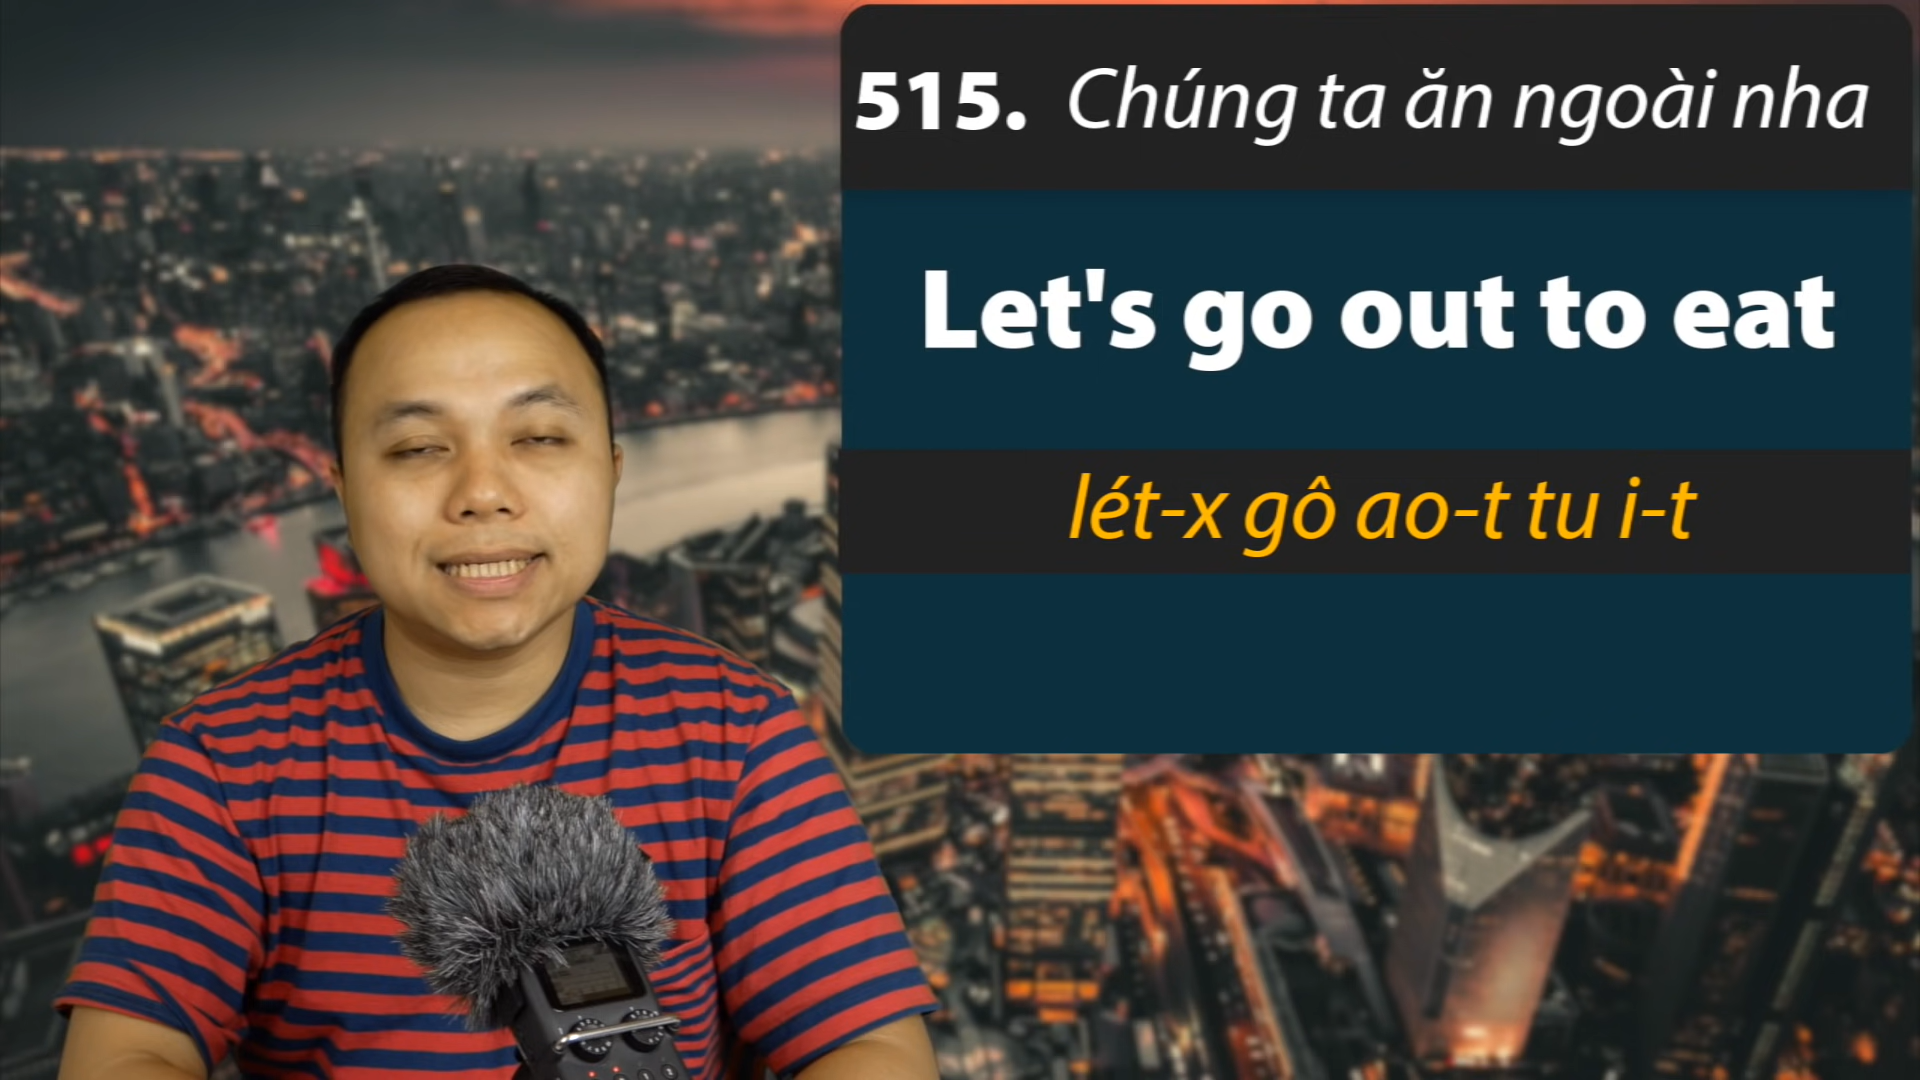 515. Chúng ta ăn ngoài nha
Let's go out to eat
lét-x gô ao-t tu i-t